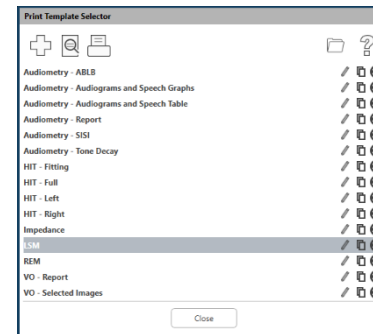 Print Template Selector
Audiometry - ABLB
Audiometry - Audiograms and Speech Graphs
Audiometry - Audiograms and Speech Table
Audiometry - Report
Audiometry - SISI
Audiometry - Tone Decay
HIT - Fitting
HIT - Full
HIT - Left
HIT - Right
Impedance
LSM
REM
VO - Report
VO - Selected Images
Close